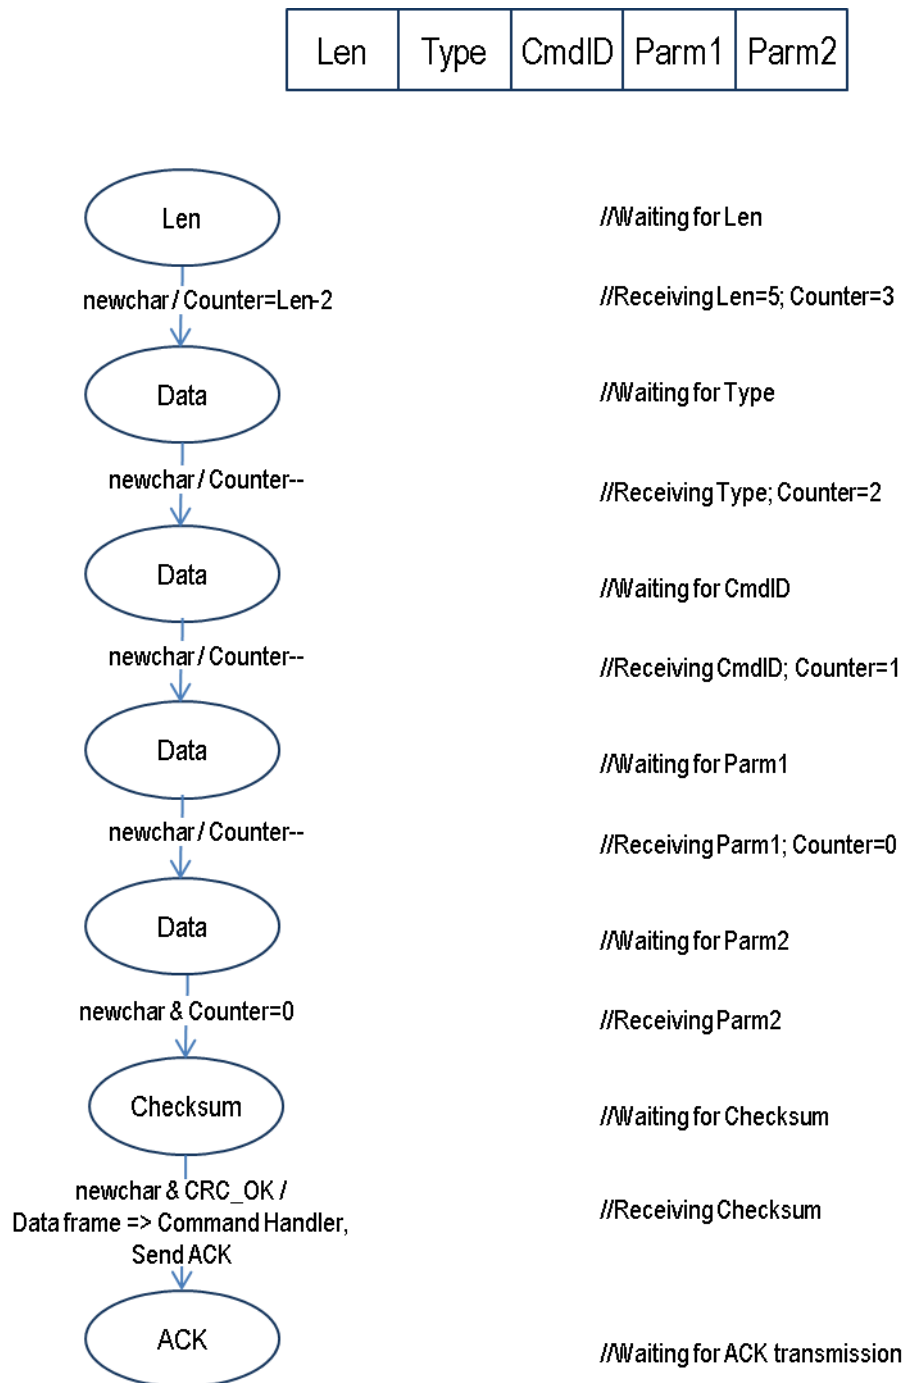 Len Type CmdID Parm1 Parm2
Len
//Waiting for Len
newchar / Counter=Len-2
//Receiving Len=5; Counter=3
Data
//Waiting for Type
newchar / Counter--
//Receiving Type; Counter=2
Data
//Waiting for CmdID
newchar / Counter--
//Receiving CmdID; Counter=1
Data
//Waiting for Parm1
newchar / Counter--
//Receiving Parm1; Counter=0
Data
//Waiting for Parm2
newchar & Counter=0
//Receiving Parm2
Checksum
//Waiting for Checksum
newchar & CRC_OK /
Data frame => Command Handler,
Send ACK
//Receiving Checksum
ACK
//Waiting for ACK transmission